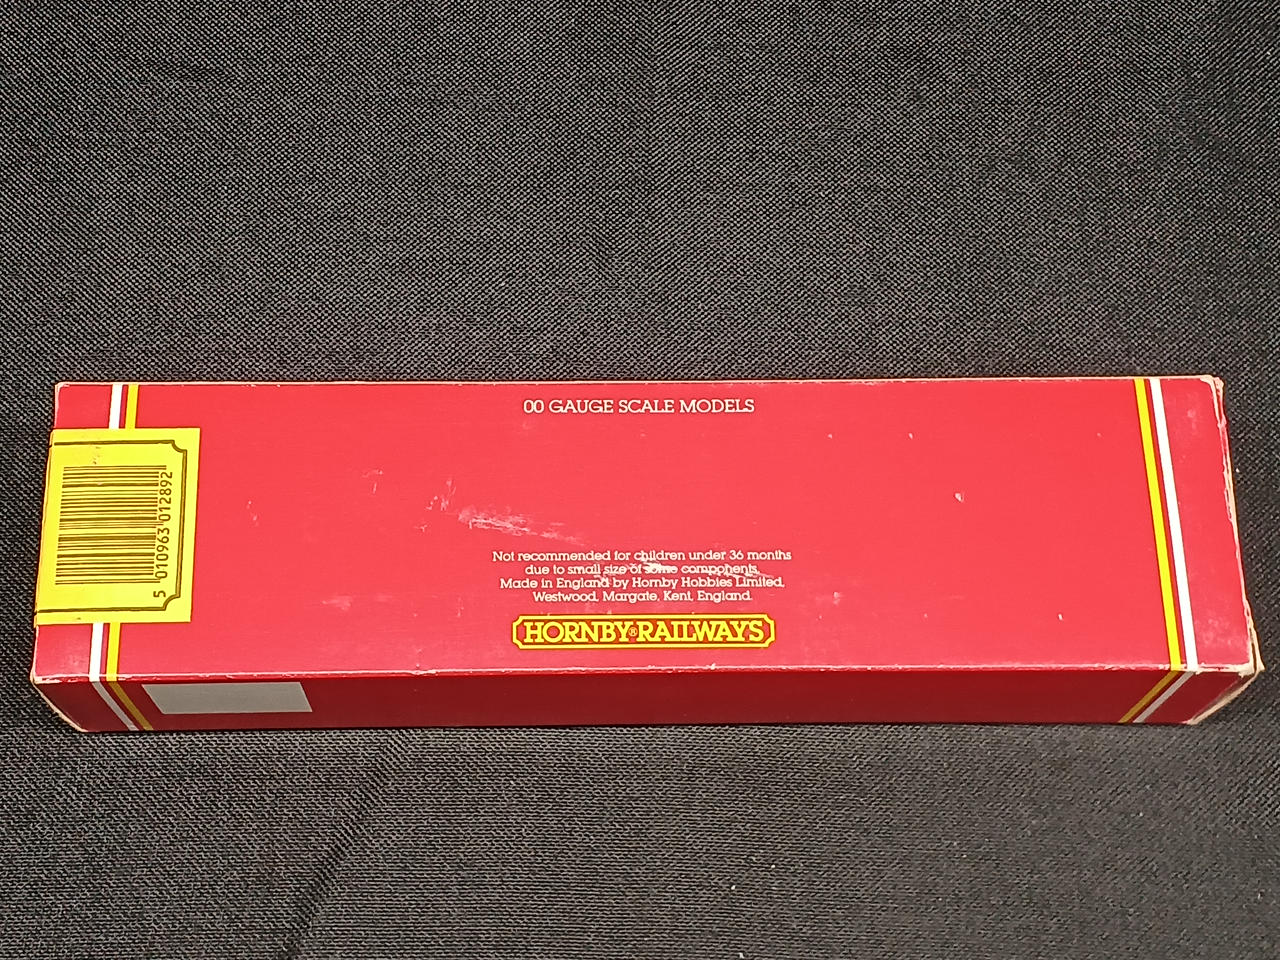 00 GAUGE SCALE MODELS
5 010963 012892
Not recommended for children under 36 months
due to small size of some components.
Made in England by Hornby Hobbies Limited,
Westwood, Margate, Kent, England.
HORNBY® RAILWAYS